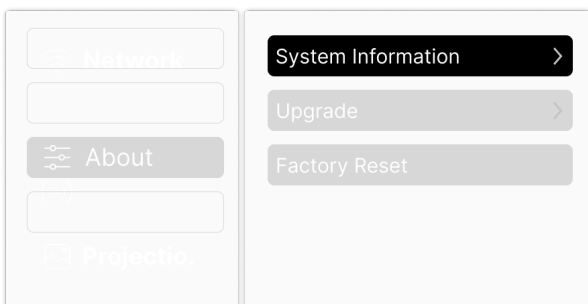 Network
About
Projectio.
System Information
Upgrade
Factory Reset